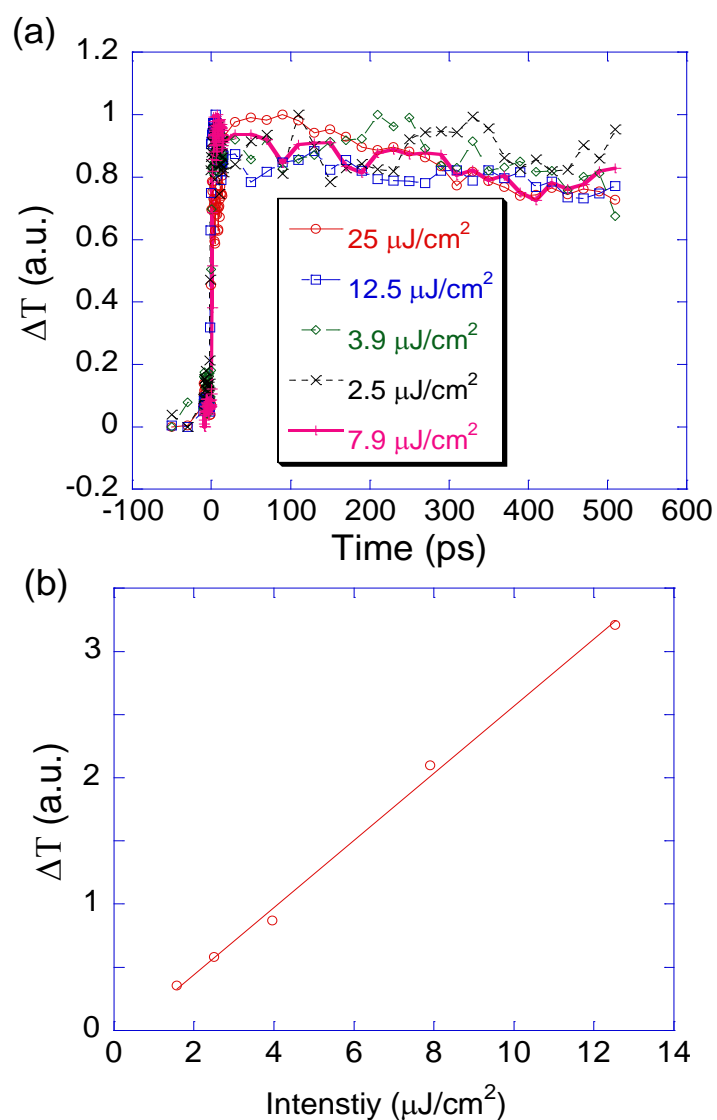 (a)
1.2
1
0.8
0.6
0.4
0.2
0
-0.2
ΔT (a.u.)
25 μJ/cm²
12.5 μJ/cm²
3.9 μJ/cm²
2.5 μJ/cm²
7.9 μJ/cm²
-100 0 100 200 300 400 500 600
Time (ps)
(b)
3
2
1
0
ΔT (a.u.)
2 4 6 8 10 12 14
Intenstiy (μJ/cm²)